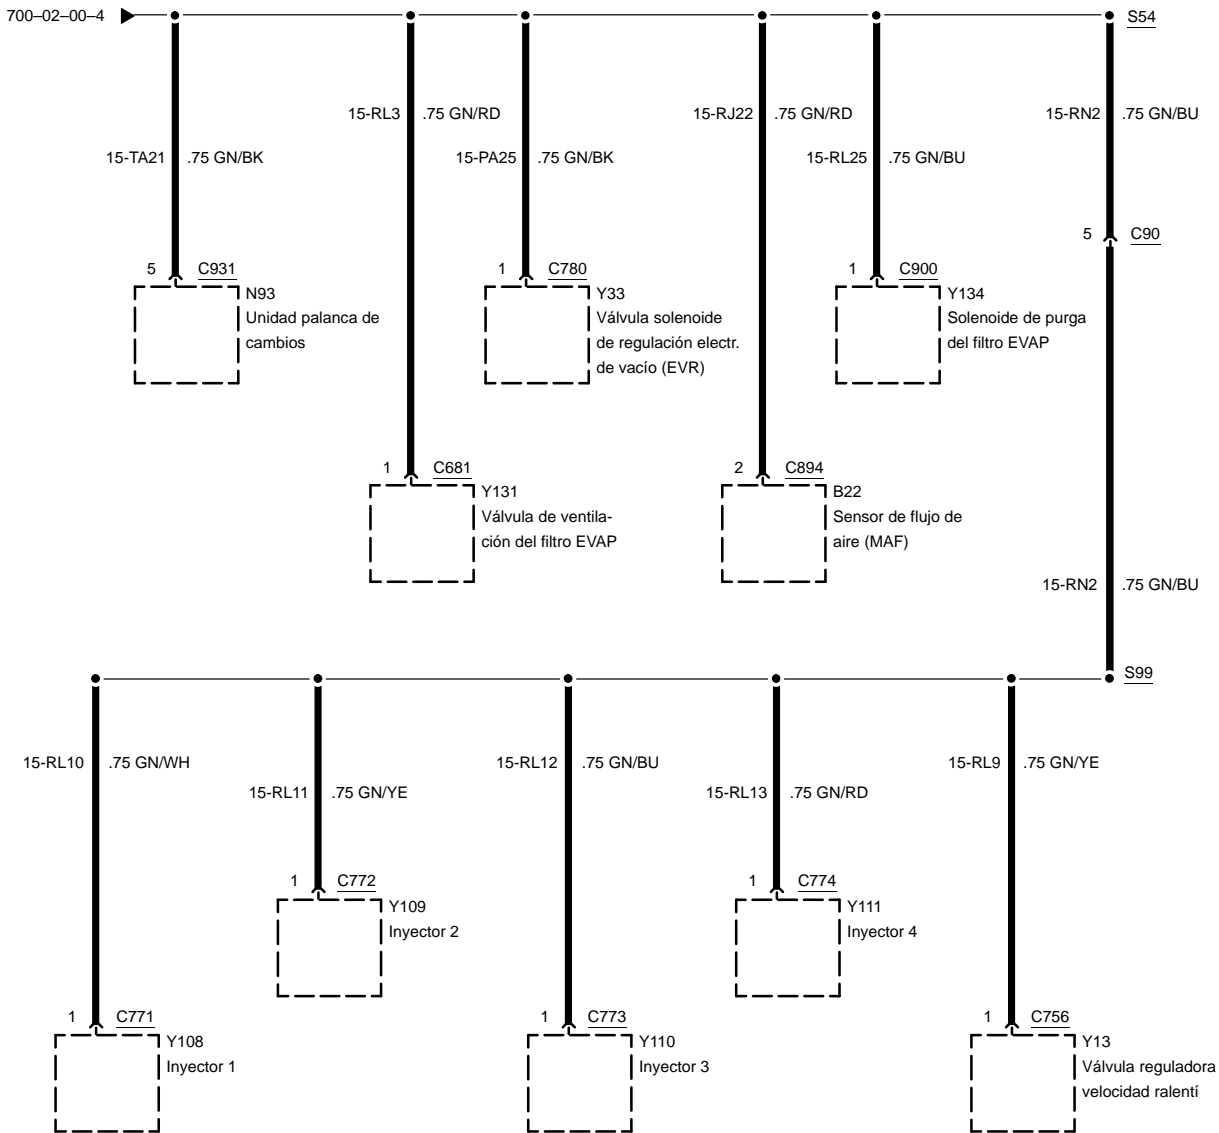 700–02–00–4
S54
15-RL3 .75 GN/RD
15-RJ22 .75 GN/RD
15-RN2 .75 GN/BU
15-TA21 .75 GN/BK
15-PA25 .75 GN/BK
15-RL25 .75 GN/BU
5 C90
5 C931
N93
Unidad palanca de
cambios
1 C780
Y33
Válvula solenoide
de regulación electr.
de vacío (EVR)
1 C900
Y134
Solenoide de purga
del filtro EVAP
1 C681
Y131
Válvula de ventila-
ción del filtro EVAP
2 C894
B22
Sensor de flujo de
aire (MAF)
15-RN2 .75 GN/BU
S99
15-RL10 .75 GN/WH
15-RL12 .75 GN/BU
15-RL9 .75 GN/YE
15-RL11 .75 GN/YE
15-RL13 .75 GN/RD
1 C772
Y109
Inyector 2
1 C774
Y111
Inyector 4
1 C771
Y108
Inyector 1
1 C773
Y110
Inyector 3
1 C756
Y13
Válvula reguladora
velocidad ralentí